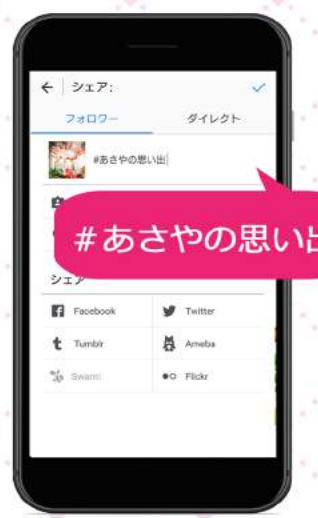 シェア:
フォロワー
ダイレクト
#あさやの思い出
#あさやの思い出
シェア
Facebook
Twitter
Tumblr
Ameba
Swarm
Flickr